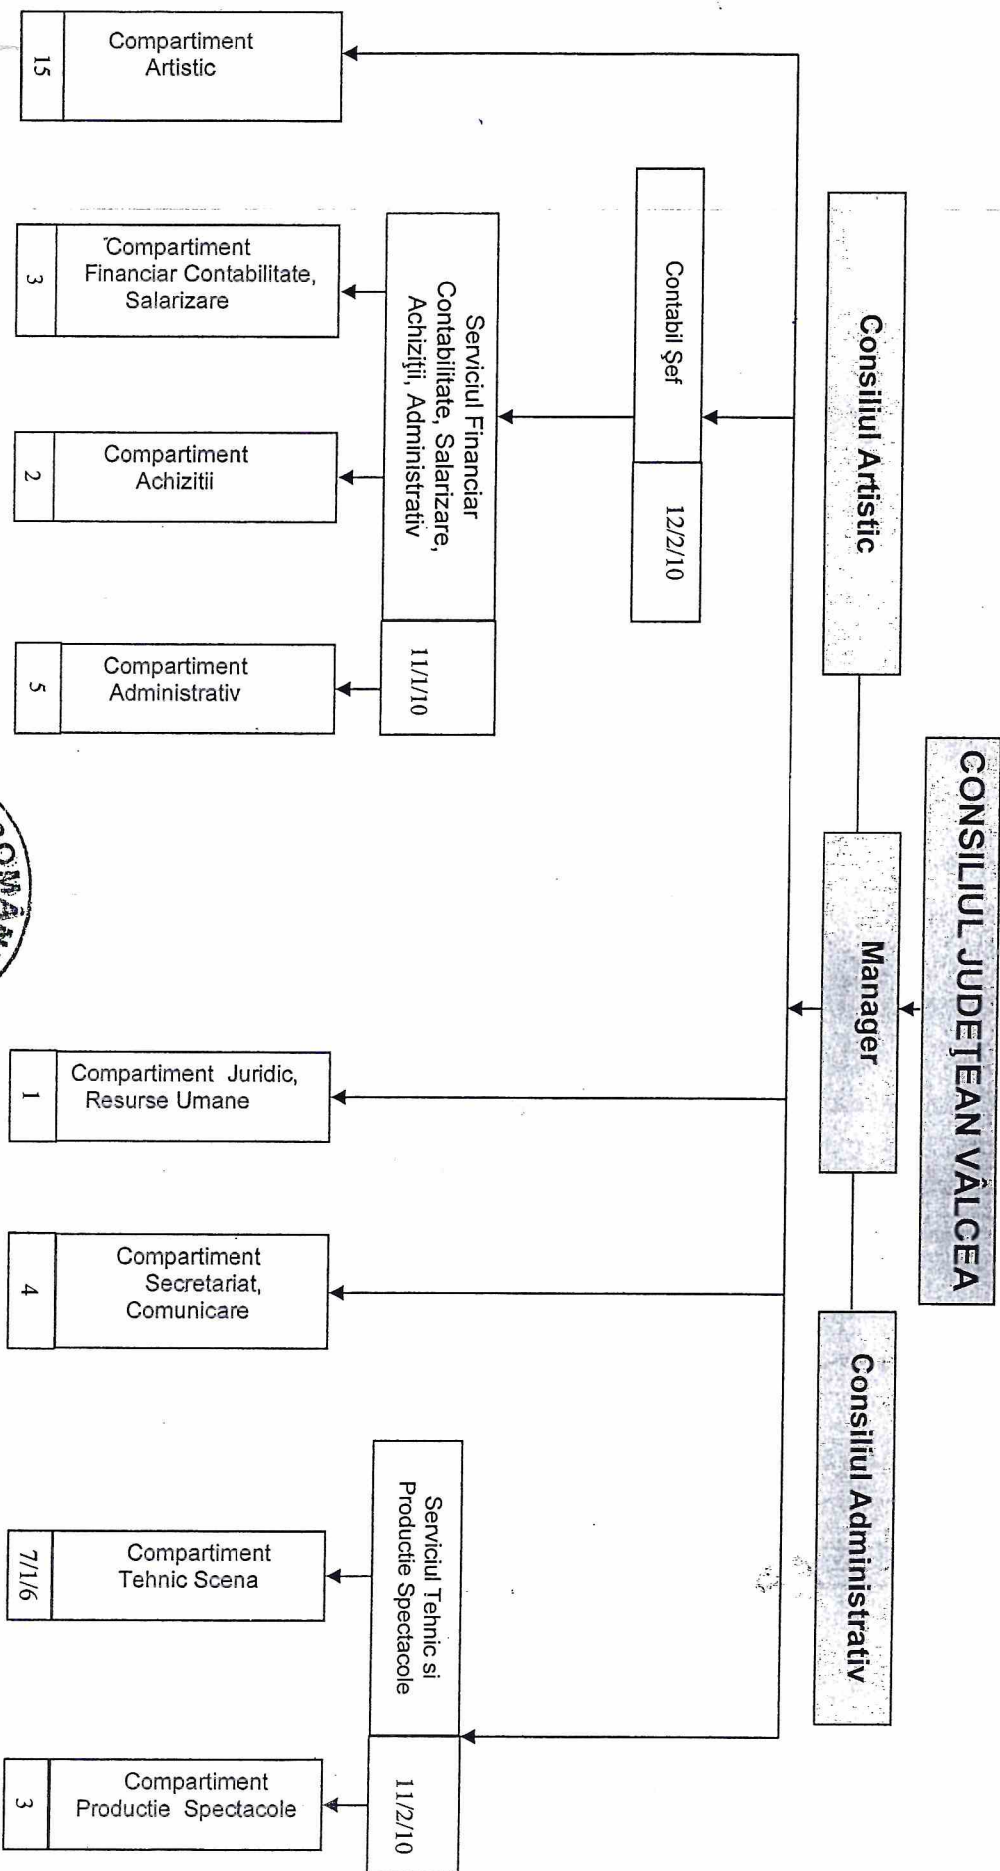 CONSILIUL JUDEŢEAN VÂLCEA
Consiliul Artistic
Manager
Consiliul Administrativ
Contabil Şef
12/2/10
Serviciul Financiar
Contabilitate, Salarizare,
Achiziţii, Administrativ
11/1/10
Serviciul Tehnic si
Productie Spectacole
11/2/10
Compartiment
Artistic
15
Compartiment
Financiar Contabilitate,
Salarizare
3
Compartiment
Achizitii
2
Compartiment
Administrativ
5
Compartiment Juridic,
Resurse Umane
1
Compartiment
Secretariat,
Comunicare
4
Compartiment
Tehnic Scena
7/1/6
Compartiment
Productie Spectacole
3